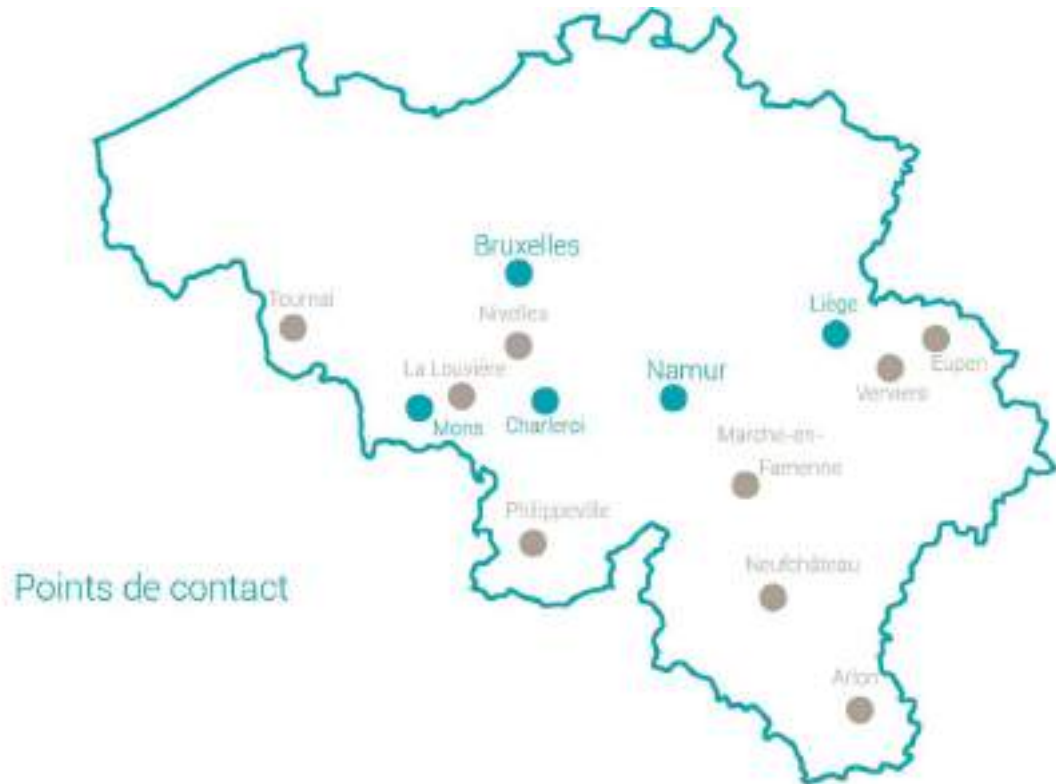 Bruxelles
Tournai
Nivelles
Liège
Eupen
La Louvière
Namur
Verviers
Mons
Charleroi
Marche-en-
Famenne
Philippeville
Neufchâteau
Points de contact
Arlon